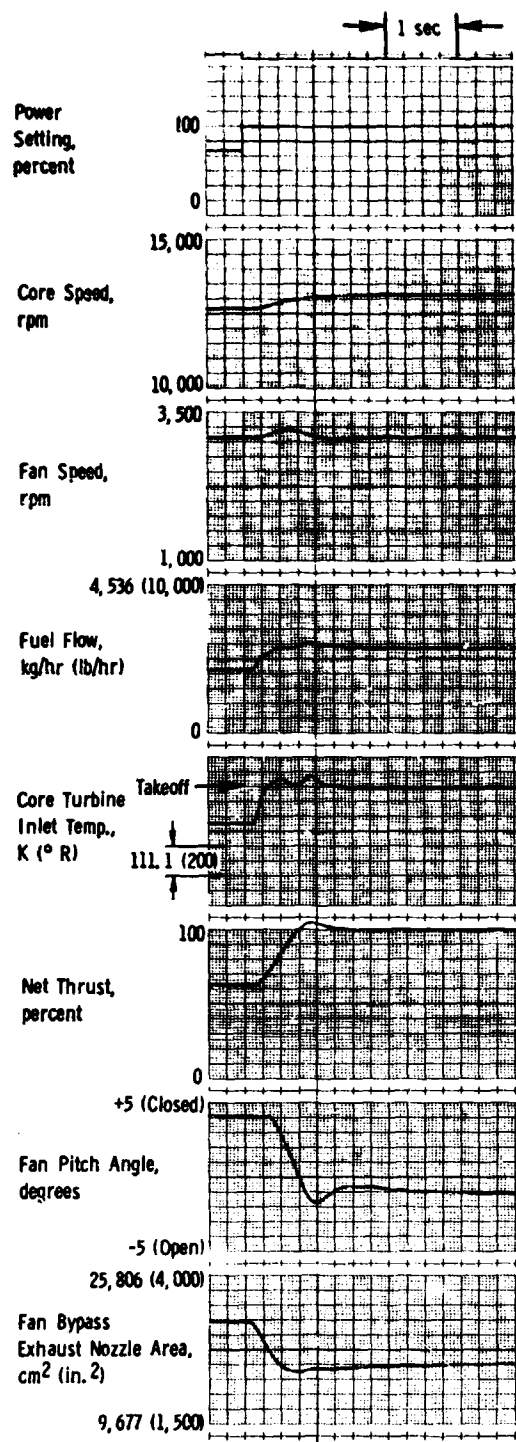 1 sec
Power
Setting,
percent
100
0
15,000
Core Speed,
rpm
10,000
3,500
Fan Speed,
rpm
1,000
4,536 (10,000)
Fuel Flow,
kg/hr (lb/hr)
0
Takeoff
Core Turbine
Inlet Temp.,
K (° R)
111.1 (200)
100
Net Thrust,
percent
0
+5 (Closed)
Fan Pitch Angle,
degrees
-5 (Open)
25,806 (4,000)
Fan Bypass
Exhaust Nozzle Area,
cm² (in.²)
9,677 (1,500)